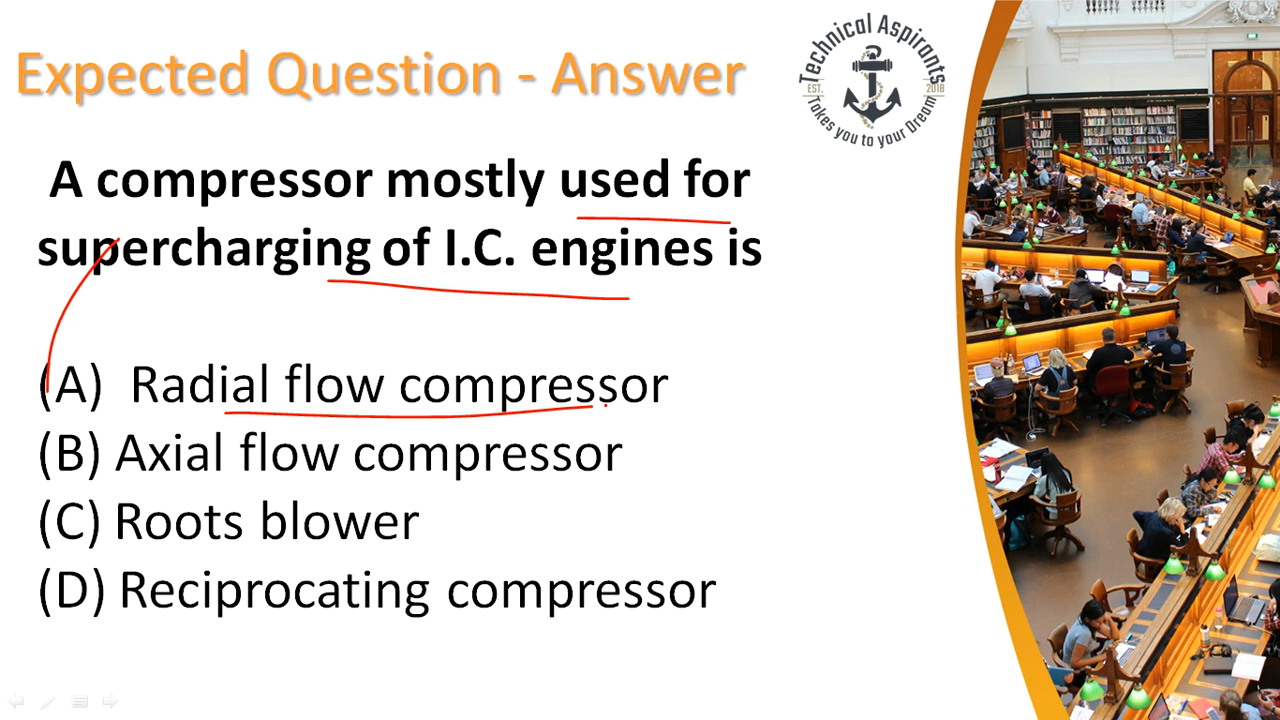 Expected Question - Answer
Technical Aspirants
EST. 2018
Takes you to your Dream
A compressor mostly used for
supercharging of I.C. engines is
(A) Radial flow compressor
(B) Axial flow compressor
(C) Roots blower
(D) Reciprocating compressor